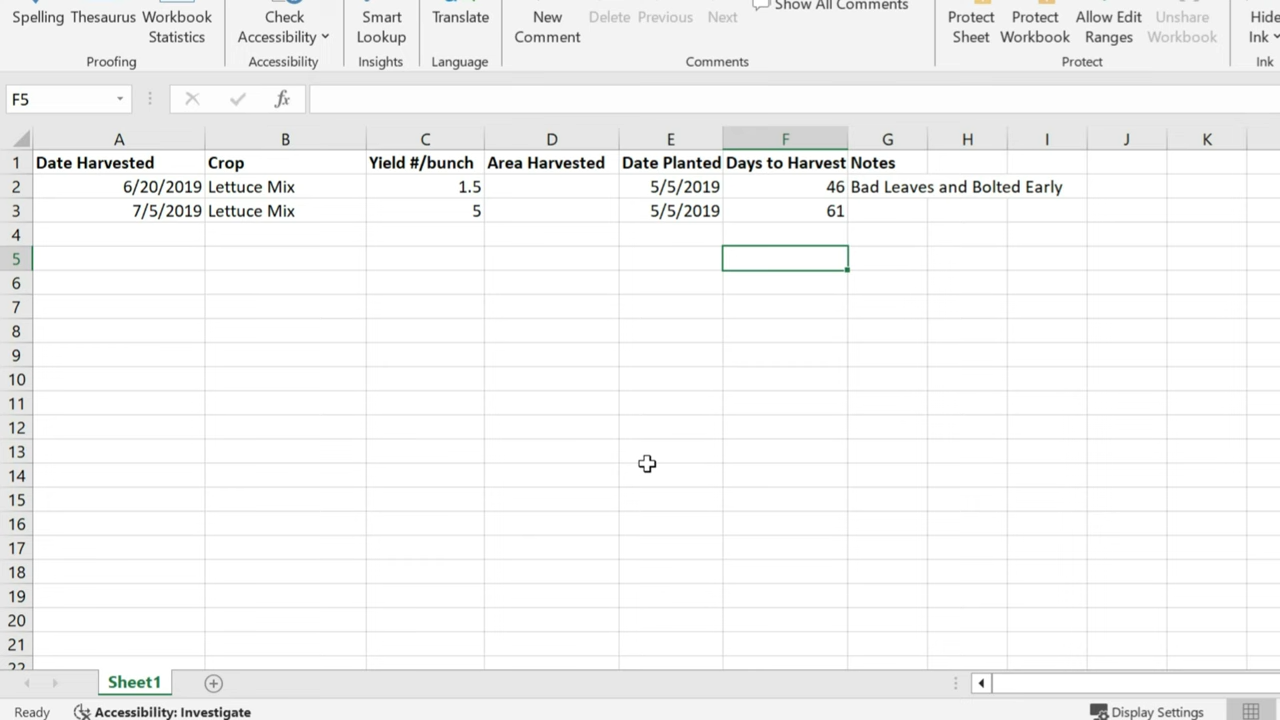 Spelling Thesaurus Workbook Statistics
Check Accessibility
Smart Lookup
Translate
New Comment
Delete Previous Next
Show All Comments
Protect Sheet
Protect Workbook
Allow Edit Ranges
Unshare Workbook
Hide Ink
Proofing Accessibility Insights Language Comments Protect Ink
F5 fx
A B C D E F G H I J K
1 Date Harvested Crop Yield #/bunch Area Harvested Date Planted Days to Harvest Notes
2 6/20/2019 Lettuce Mix 1.5 5/5/2019 46 Bad Leaves and Bolted Early
3 7/5/2019 Lettuce Mix 5 5/5/2019 61
4
5
6
7
8
9
10
11
12
13
14
15
16
17
18
19
20
21
22
Sheet1
Ready Accessibility: Investigate Display Settings